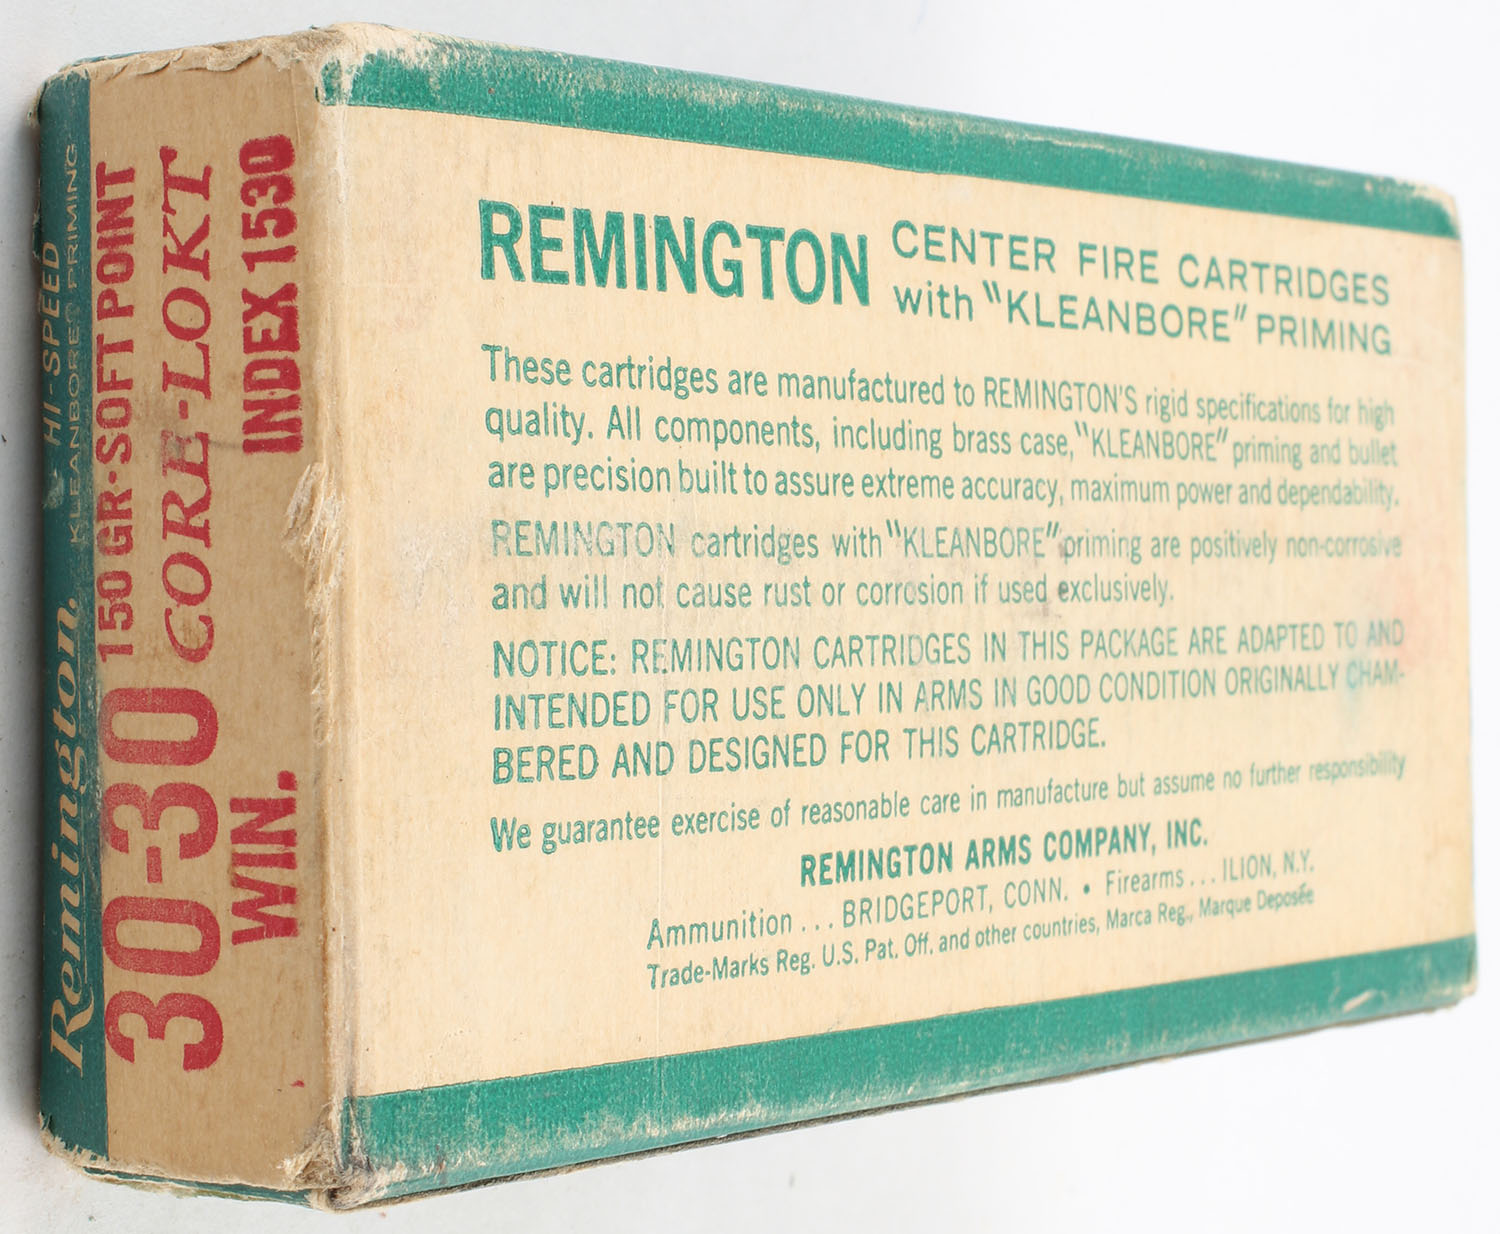 Remington.
HI-SPEED
KLEANBORE PRIMING
30-30
WIN.
150 GR·SOFT POINT
CORE-LOKT
INDEX 1530
REMINGTON
CENTER FIRE CARTRIDGES
with "KLEANBORE" PRIMING
These cartridges are manufactured to REMINGTON'S rigid specifications for high
quality. All components, including brass case, "KLEANBORE" priming and bullet
are precision built to assure extreme accuracy, maximum power and dependability.
REMINGTON cartridges with "KLEANBORE" priming are positively non-corrosive
and will not cause rust or corrosion if used exclusively.
NOTICE: REMINGTON CARTRIDGES IN THIS PACKAGE ARE ADAPTED TO AND
INTENDED FOR USE ONLY IN ARMS IN GOOD CONDITION ORIGINALLY CHAM-
BERED AND DESIGNED FOR THIS CARTRIDGE.
We guarantee exercise of reasonable care in manufacture but assume no further responsibility
REMINGTON ARMS COMPANY, INC.
Ammunition . . . BRIDGEPORT, CONN. • Firearms . . . ILION, N.Y.
Trade-Marks Reg. U.S. Pat. Off. and other countries, Marca Reg., Marque Deposée